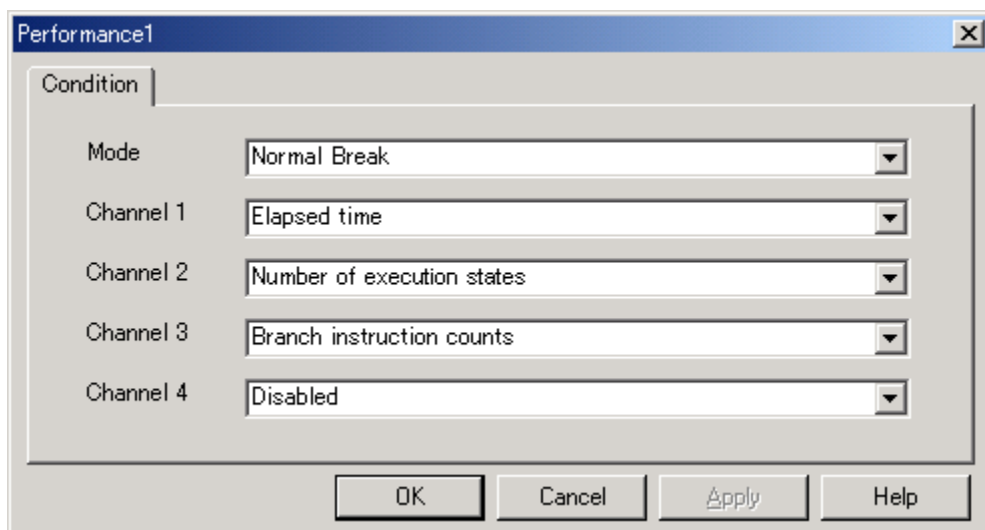 Performance1
Condition
Mode Normal Break
Channel 1 Elapsed time
Channel 2 Number of execution states
Channel 3 Branch instruction counts
Channel 4 Disabled
OK Cancel Apply Help